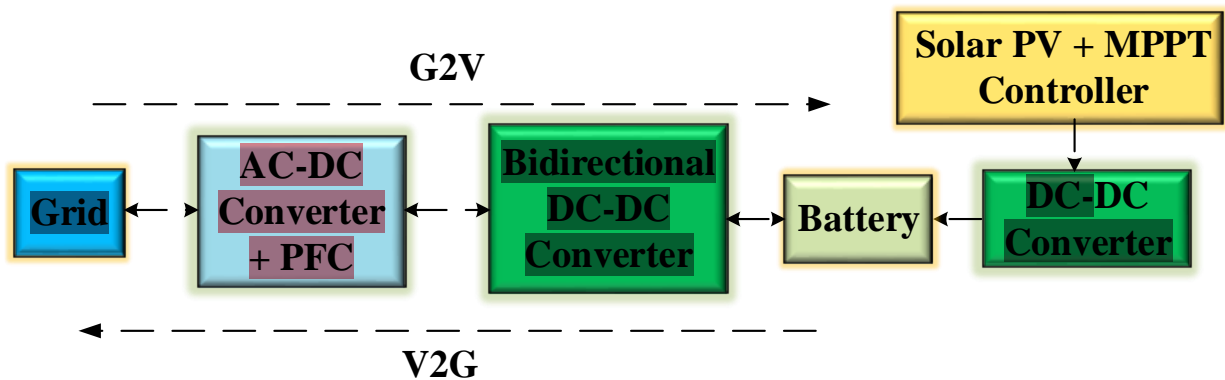 G2V
Solar PV + MPPT
Controller
Grid
AC-DC
Converter
+ PFC
Bidirectional
DC-DC
Converter
Battery
DC-DC
Converter
V2G